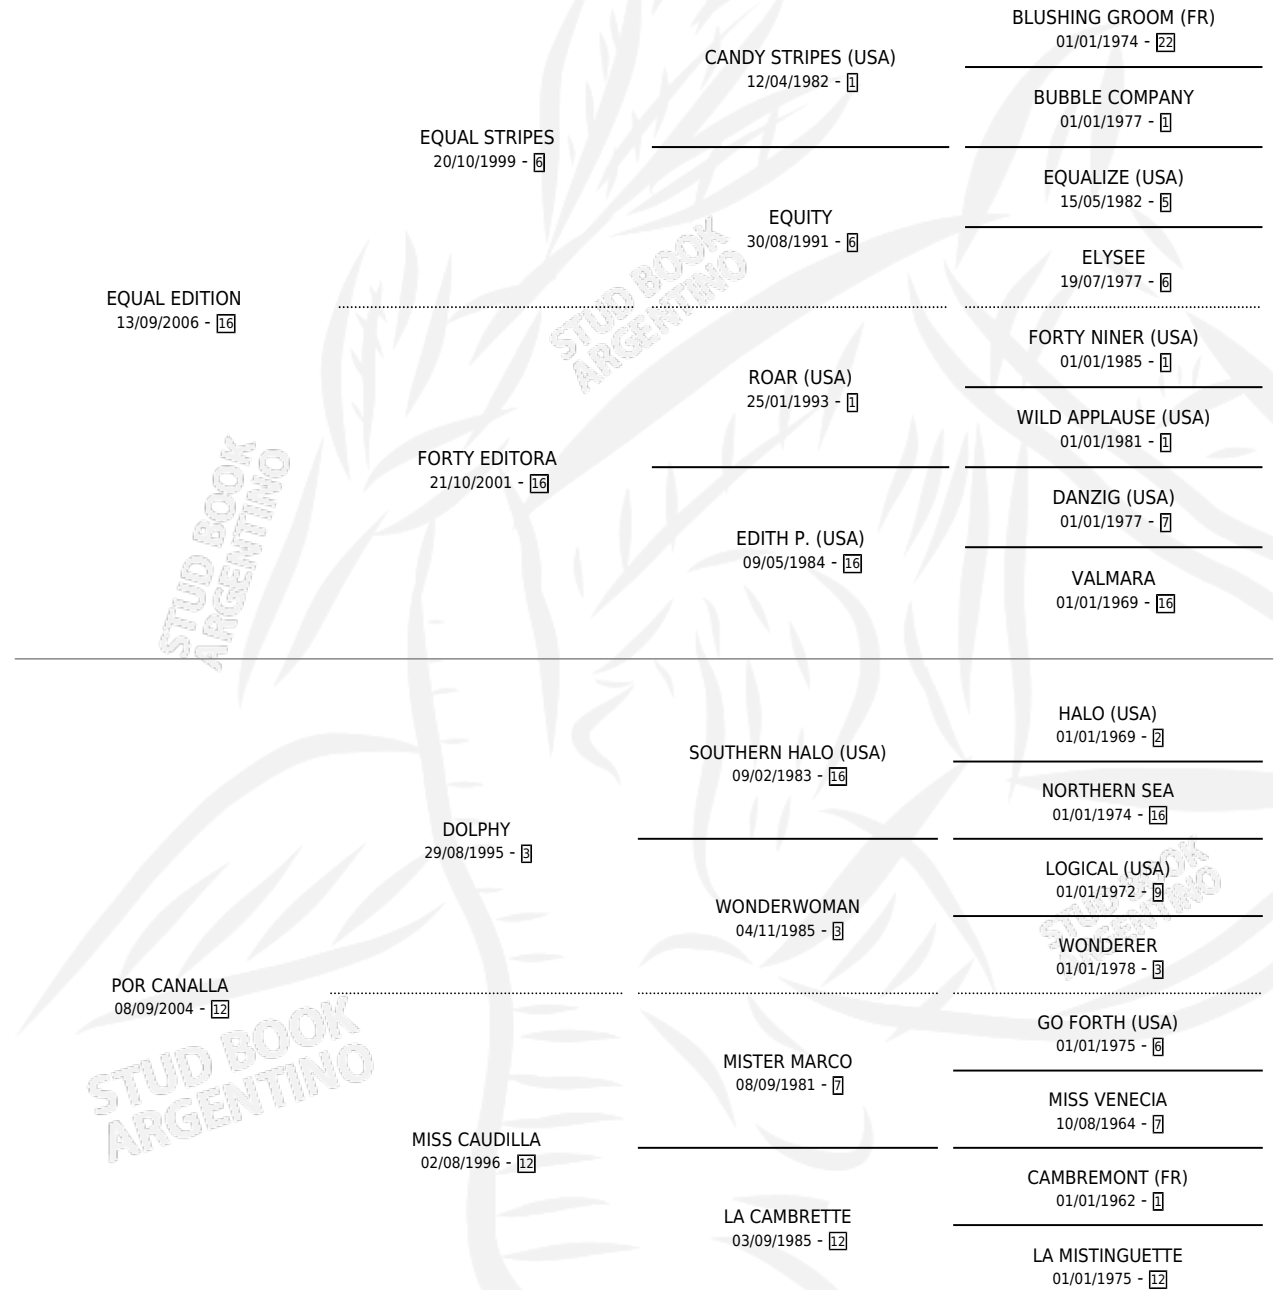 BLUSHING GROOM (FR)
01/01/1974 - 22
CANDY STRIPES (USA)
12/04/1982 - 1
BUBBLE COMPANY
01/01/1977 - 1
EQUAL STRIPES
20/10/1999 - 6
EQUALIZE (USA)
15/05/1982 - 5
EQUITY
30/08/1991 - 6
ELYSEE
19/07/1977 - 6
EQUAL EDITION
13/09/2006 - 16
FORTY NINER (USA)
01/01/1985 - 1
ROAR (USA)
25/01/1993 - 1
WILD APPLAUSE (USA)
01/01/1981 - 1
FORTY EDITORA
21/10/2001 - 16
DANZIG (USA)
01/01/1977 - 7
EDITH P. (USA)
09/05/1984 - 16
VALMARA
01/01/1969 - 16
HALO (USA)
01/01/1969 - 2
SOUTHERN HALO (USA)
09/02/1983 - 16
NORTHERN SEA
01/01/1974 - 16
DOLPHY
29/08/1995 - 3
LOGICAL (USA)
01/01/1972 - 9
WONDERWOMAN
04/11/1985 - 3
WONDERER
01/01/1978 - 3
POR CANALLA
08/09/2004 - 12
GO FORTH (USA)
01/01/1975 - 6
MISTER MARCO
08/09/1981 - 7
MISS VENECIA
10/08/1964 - 7
MISS CAUDILLA
02/08/1996 - 12
CAMBREMONT (FR)
01/01/1962 - 1
LA CAMBRETTE
03/09/1985 - 12
LA MISTINGUETTE
01/01/1975 - 12
STUD BOOK
ARGENTINO
STUD BOOK
ARGENTINO
STUD BOOK
ARGENTINO
STUD BOOK
ARGENTINO